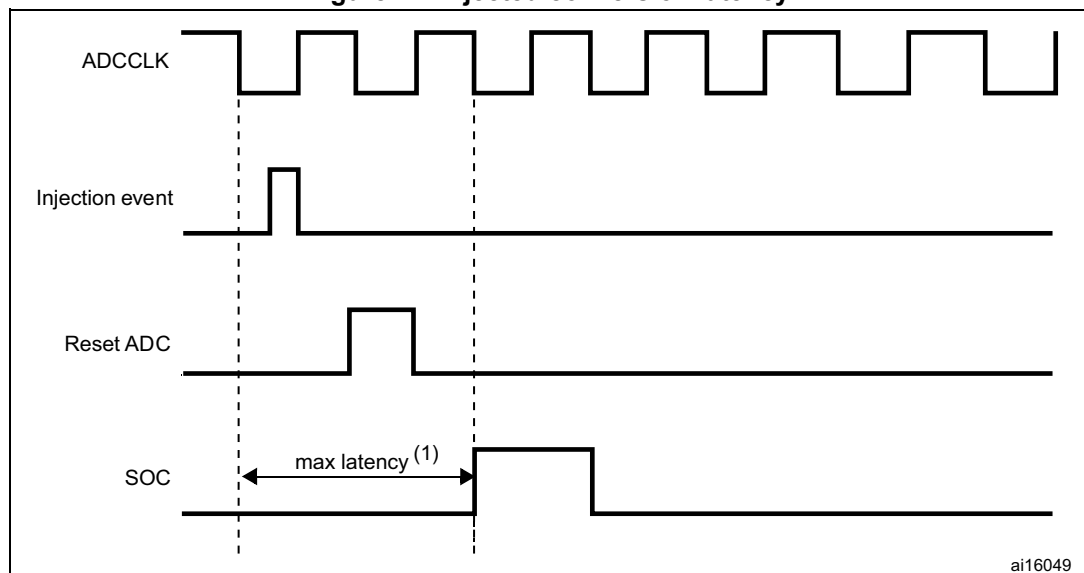 ADCCLK
Injection event
Reset ADC
max latency (1)
SOC
ai16049